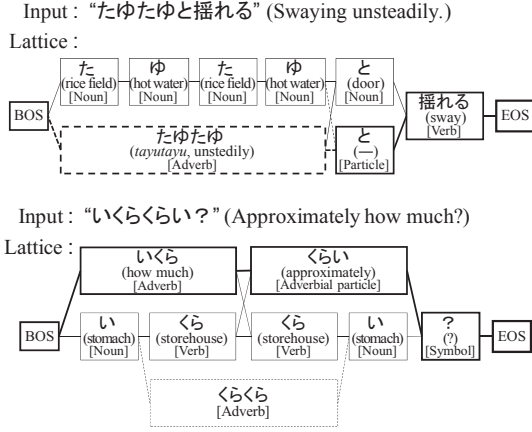 Input : “たゆたゆと揺れる” (Swaying unsteadily.)
Lattice :
た ゆ た ゆ と
(rice field) (hot water) (rice field) (hot water) (door)
[Noun] [Noun] [Noun] [Noun] [Noun]
揺れる
(sway)
[Verb]
BOS EOS
たゆたゆ
(tayutayu, unstedily)
[Adverb]
と
(—)
[Particle]
Input : “いくらくらい？” (Approximately how much?)
Lattice :
いくら くらい
(how much) (approximately)
[Adverb] [Adverbial particle]
い くら くら い ？
(stomach) (storehouse) (storehouse) (stomach) (?)
[Noun] [Verb] [Verb] [Noun] [Symbol]
BOS EOS
くらくら
[Adverb]